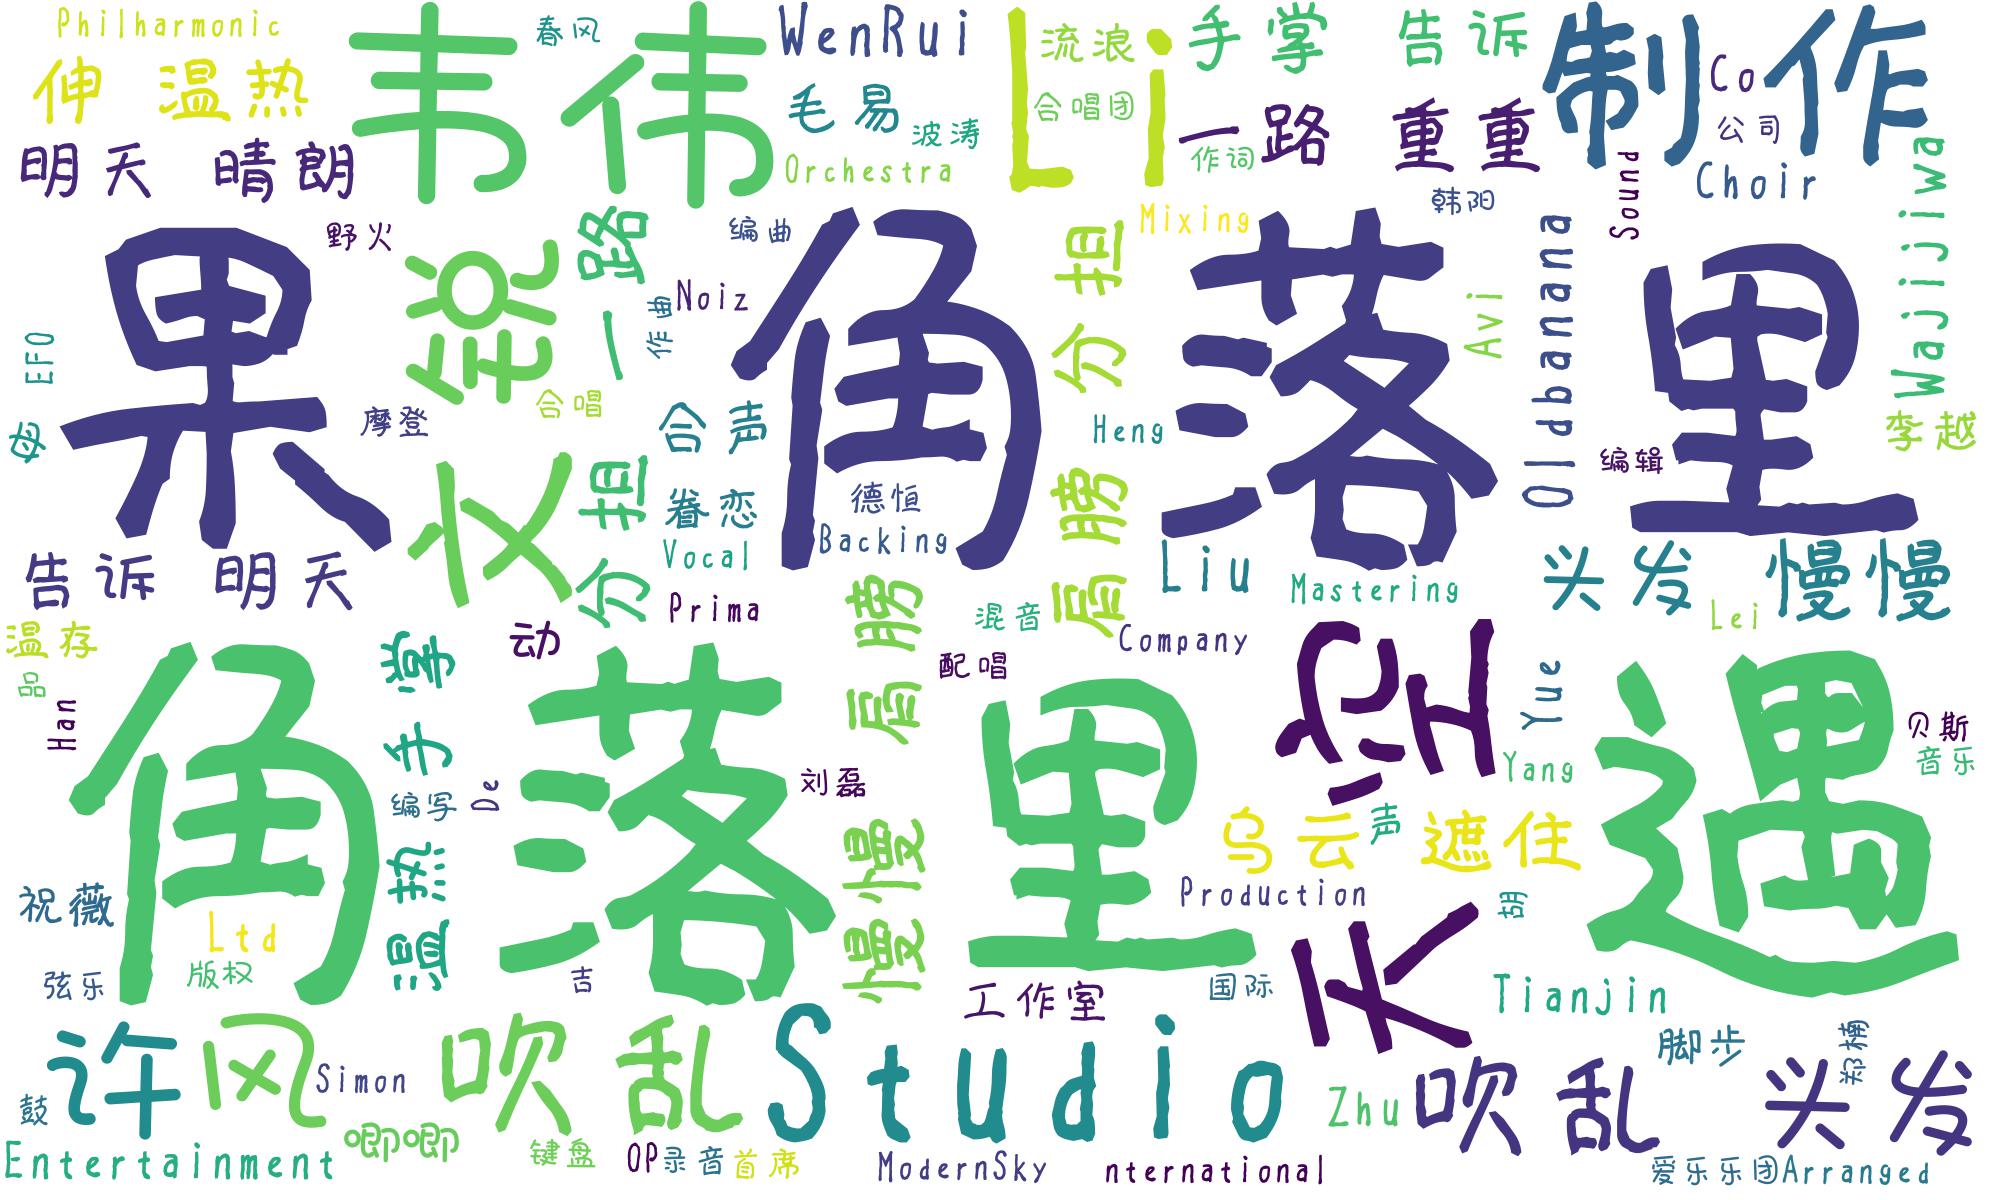 Philharmonic
伸 温热
明天 晴朗
韦伟
春风
WenRui
毛易
波涛
Orchestra
Li
流浪
合唱团
手掌 告诉
一路 重重
作词
韩阳
制作
Co
公司
Choir
Sound
Wajijiwa
果
野火
锐
一路
编曲
Noiz
作曲
角落里
Mixing
分担
肩膀
Avi
Oldbanana
EFO
母
摩登
合唱
文
分担
合声
眷恋
Vocal
Prima
德恒
Backing
Heng
Liu
Mastering
编辑
李越
告诉 明天
头发 慢慢
Lei
温存
品
Han
角落里 遇
动
手掌
温热
编写
De
肩膀
慢慢
混音
Company
配唱
刘磊
Yue
Yang
贝斯
音乐
乌云 遮住
声
Production
胡
祝薇
Ltd
版权
弦乐
吉
工作室
国际
天空
Tianjin
许
风 吹乱
Simon
Studio
脚步
郑楠
鼓
唧唧
键盘
Zhu
吹乱 头发
Entertainment
OP
录音
首席
ModernSky
nternational
爱乐乐团
Arranged